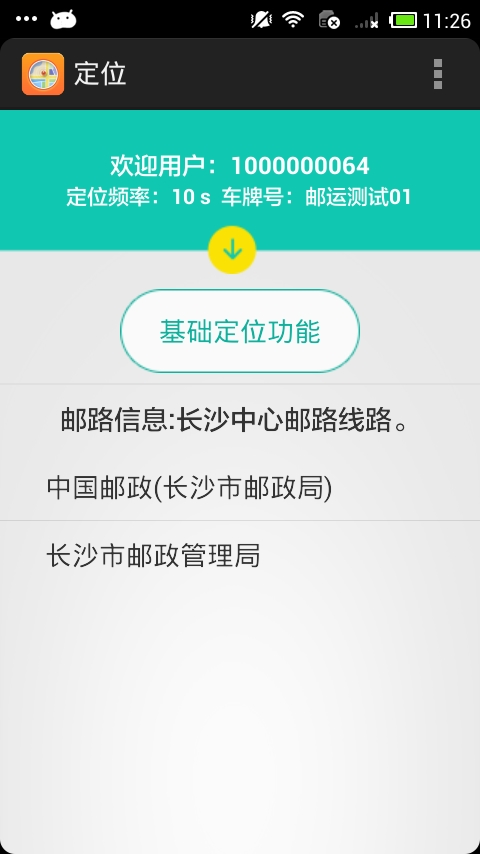 11:26
定位
欢迎用户：1000000064
定位频率：10 s 车牌号：邮运测试01
基础定位功能
邮路信息:长沙中心邮路线路。
中国邮政(长沙市邮政局)
长沙市邮政管理局